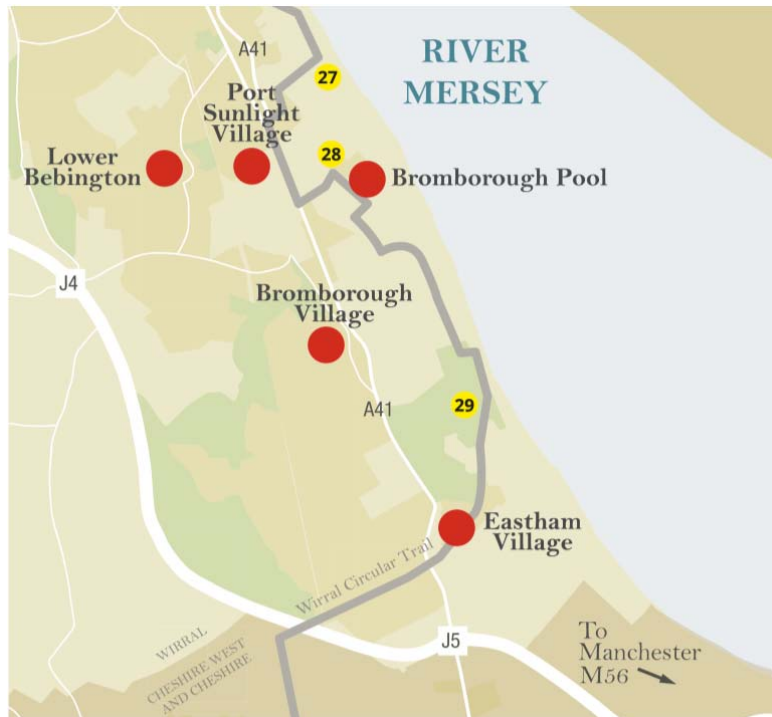 RIVER
MERSEY
A41
27
Port
Sunlight
Village
28
Lower
Bebington
Bromborough Pool
J4
Bromborough
Village
A41
29
Eastham
Village
Wirral Circular Trail
WIRRAL
CHESHIRE WEST
AND CHESHIRE
J5
To
Manchester
M56